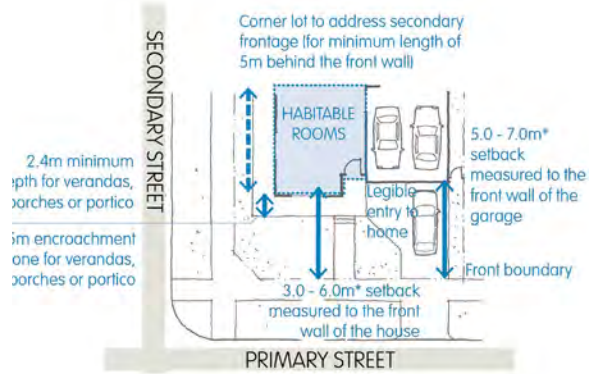 Corner lot to address secondary
frontage (for minimum length of
5m behind the front wall)
SECONDARY STREET
HABITABLE
ROOMS
2.4m minimum
epth for verandas,
porches or portico
5m encroachment
one for verandas,
porches or portico
Legible
entry to
home
5.0 - 7.0m*
setback
measured to the
front wall of the
garage
Front boundary
3.0 - 6.0m* setback
measured to the front
wall of the house
PRIMARY STREET